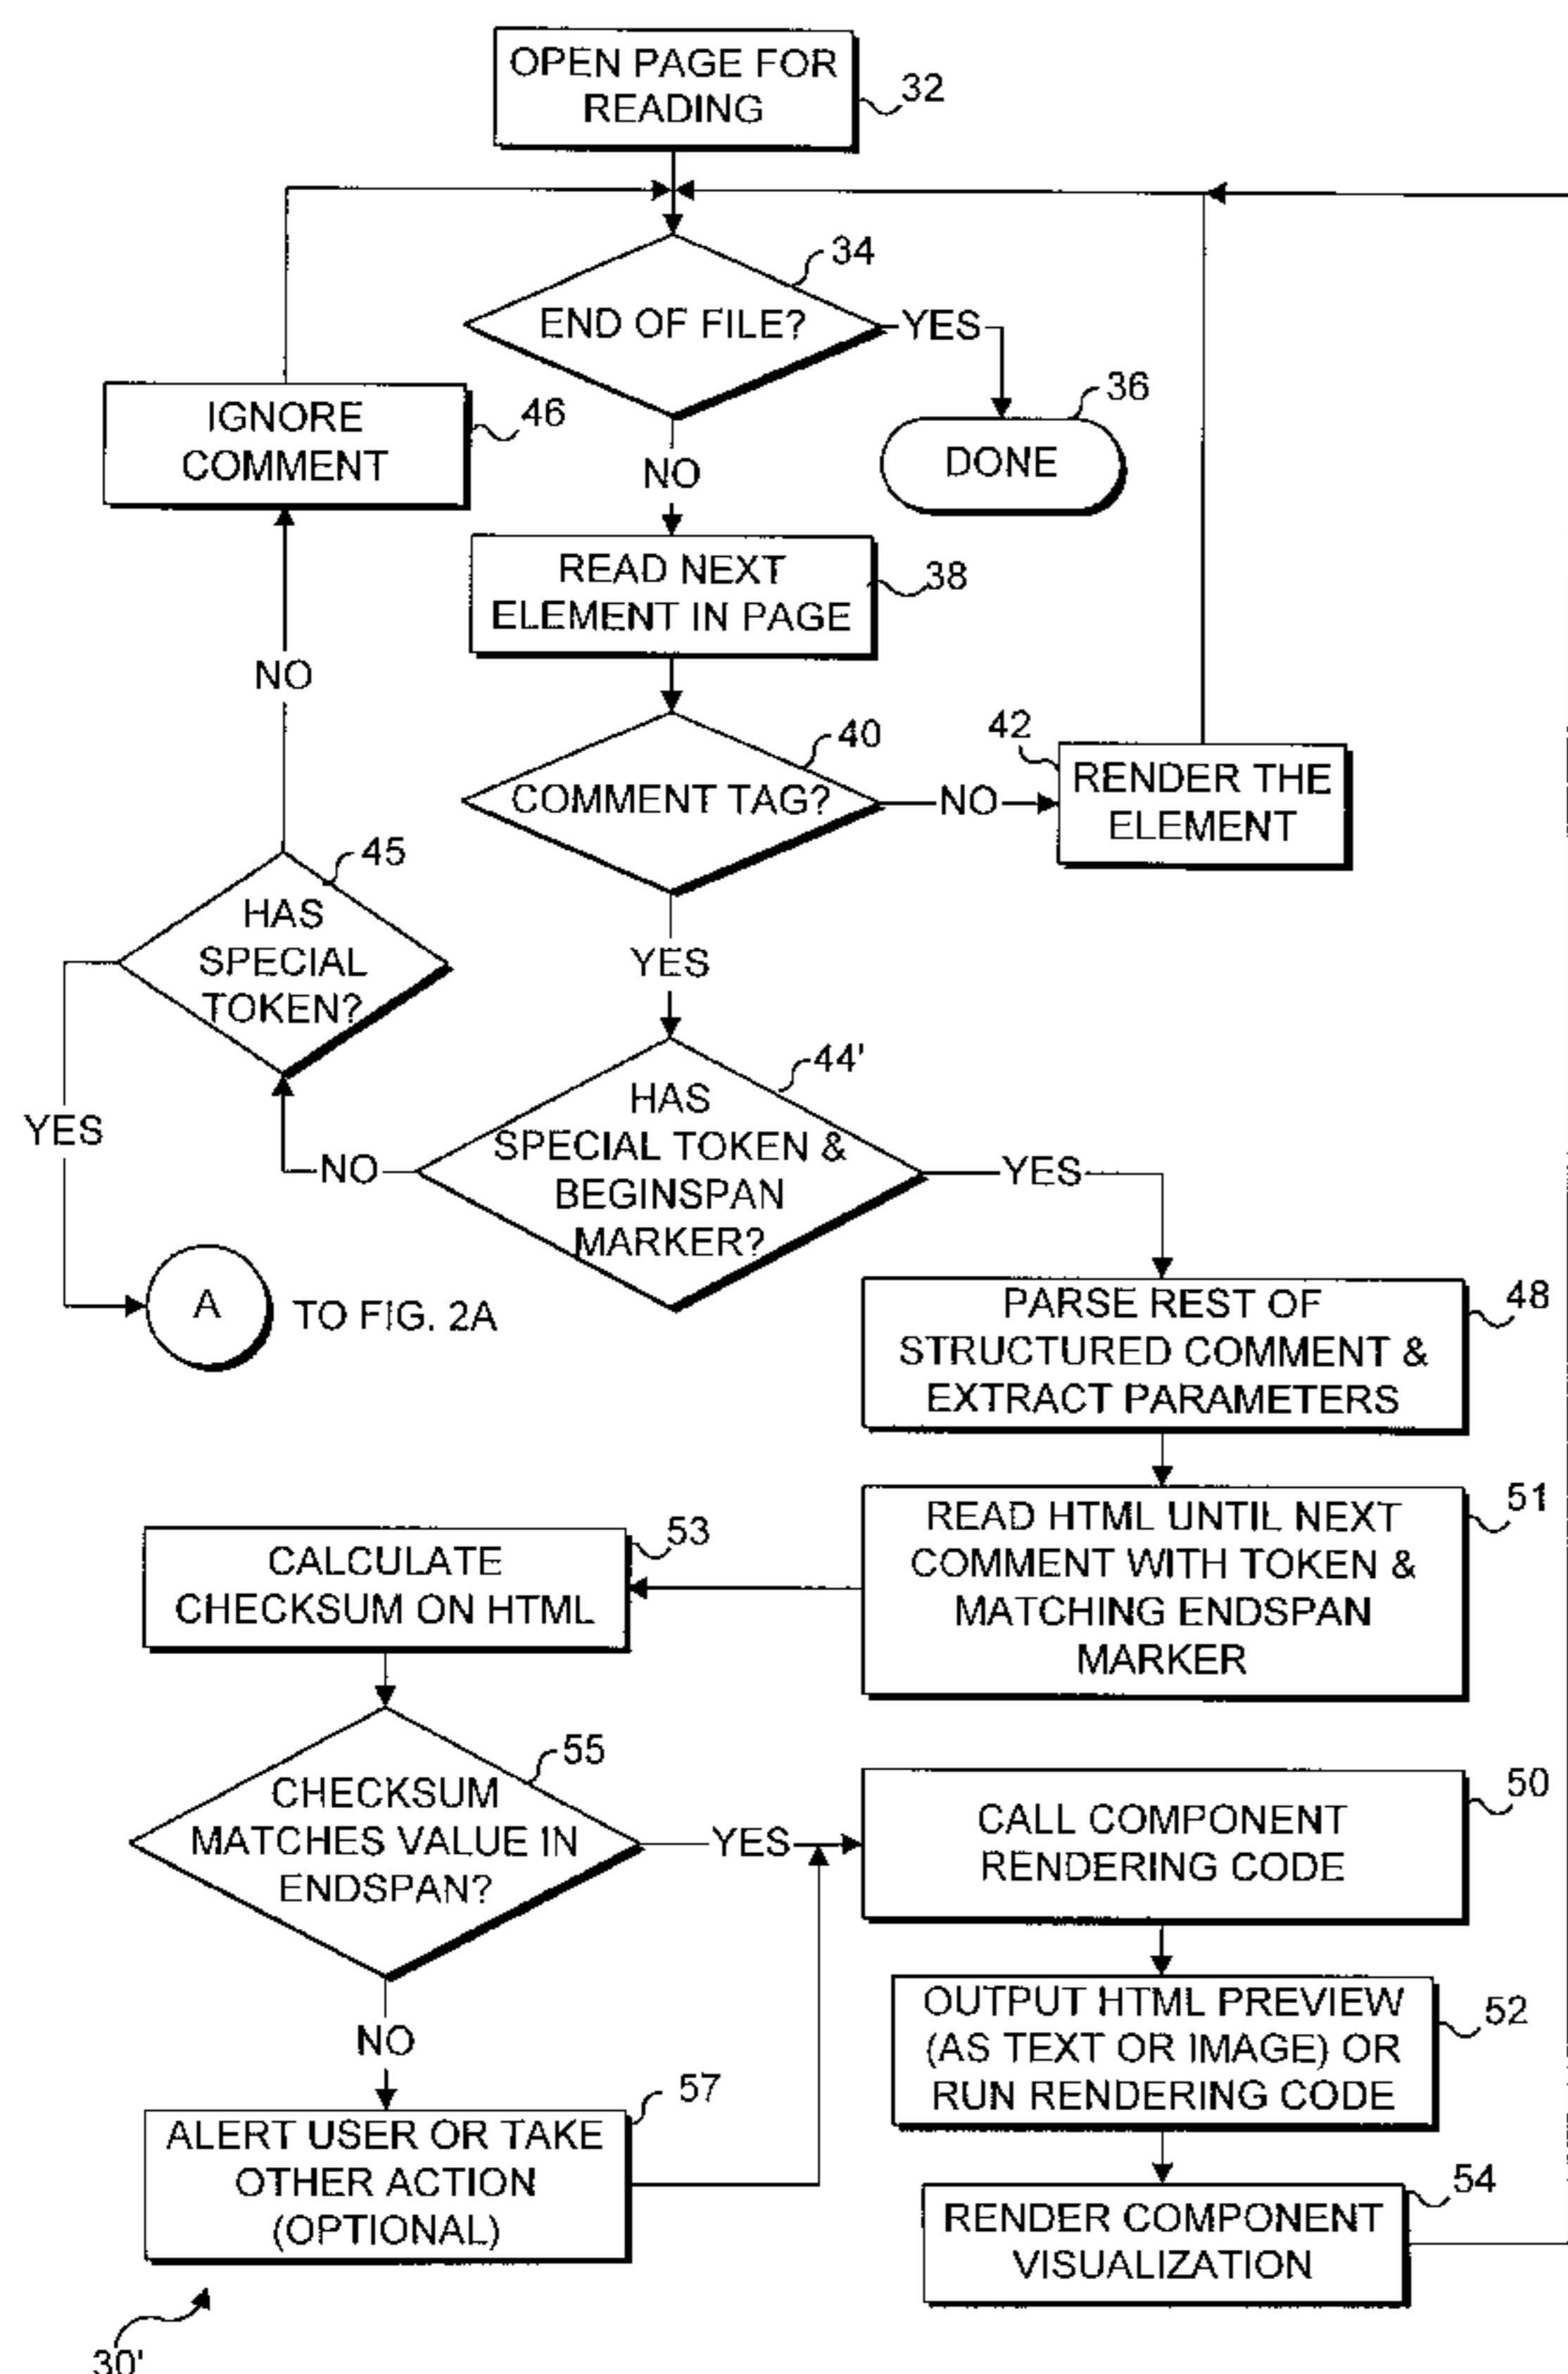 OPEN PAGE FOR
READING
32
34
END OF FILE?
YES
36
DONE
IGNORE
COMMENT
46
NO
READ NEXT
ELEMENT IN PAGE
38
NO
40
COMMENT TAG?
NO
42
RENDER THE
ELEMENT
45
HAS
SPECIAL
TOKEN?
YES
YES
44'
HAS
SPECIAL TOKEN &
BEGINSPAN
MARKER?
NO
YES
A
TO FIG. 2A
PARSE REST OF
STRUCTURED COMMENT &
EXTRACT PARAMETERS
48
READ HTML UNTIL NEXT
COMMENT WITH TOKEN &
MATCHING ENDSPAN
MARKER
51
CALCULATE
CHECKSUM ON HTML
53
55
CHECKSUM
MATCHES VALUE IN
ENDSPAN?
YES
CALL COMPONENT
RENDERING CODE
50
NO
OUTPUT HTML PREVIEW
(AS TEXT OR IMAGE) OR
RUN RENDERING CODE
52
ALERT USER OR TAKE
OTHER ACTION
(OPTIONAL)
57
RENDER COMPONENT
VISUALIZATION
54
30'